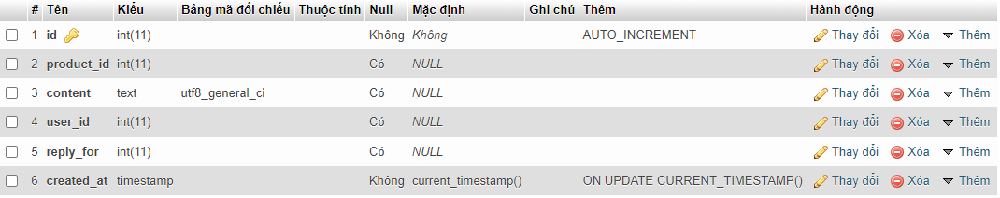 # Tên Kiểu Bảng mã đối chiếu Thuộc tính Null Mặc định Ghi chú Thêm Hành động
1 id int(11) Không Không AUTO_INCREMENT Thay đổi Xóa Thêm
2 product_id int(11) Có NULL Thay đổi Xóa Thêm
3 content text utf8_general_ci Có NULL Thay đổi Xóa Thêm
4 user_id int(11) Có NULL Thay đổi Xóa Thêm
5 reply_for int(11) Có NULL Thay đổi Xóa Thêm
6 created_at timestamp Không current_timestamp() ON UPDATE CURRENT_TIMESTAMP() Thay đổi Xóa Thêm